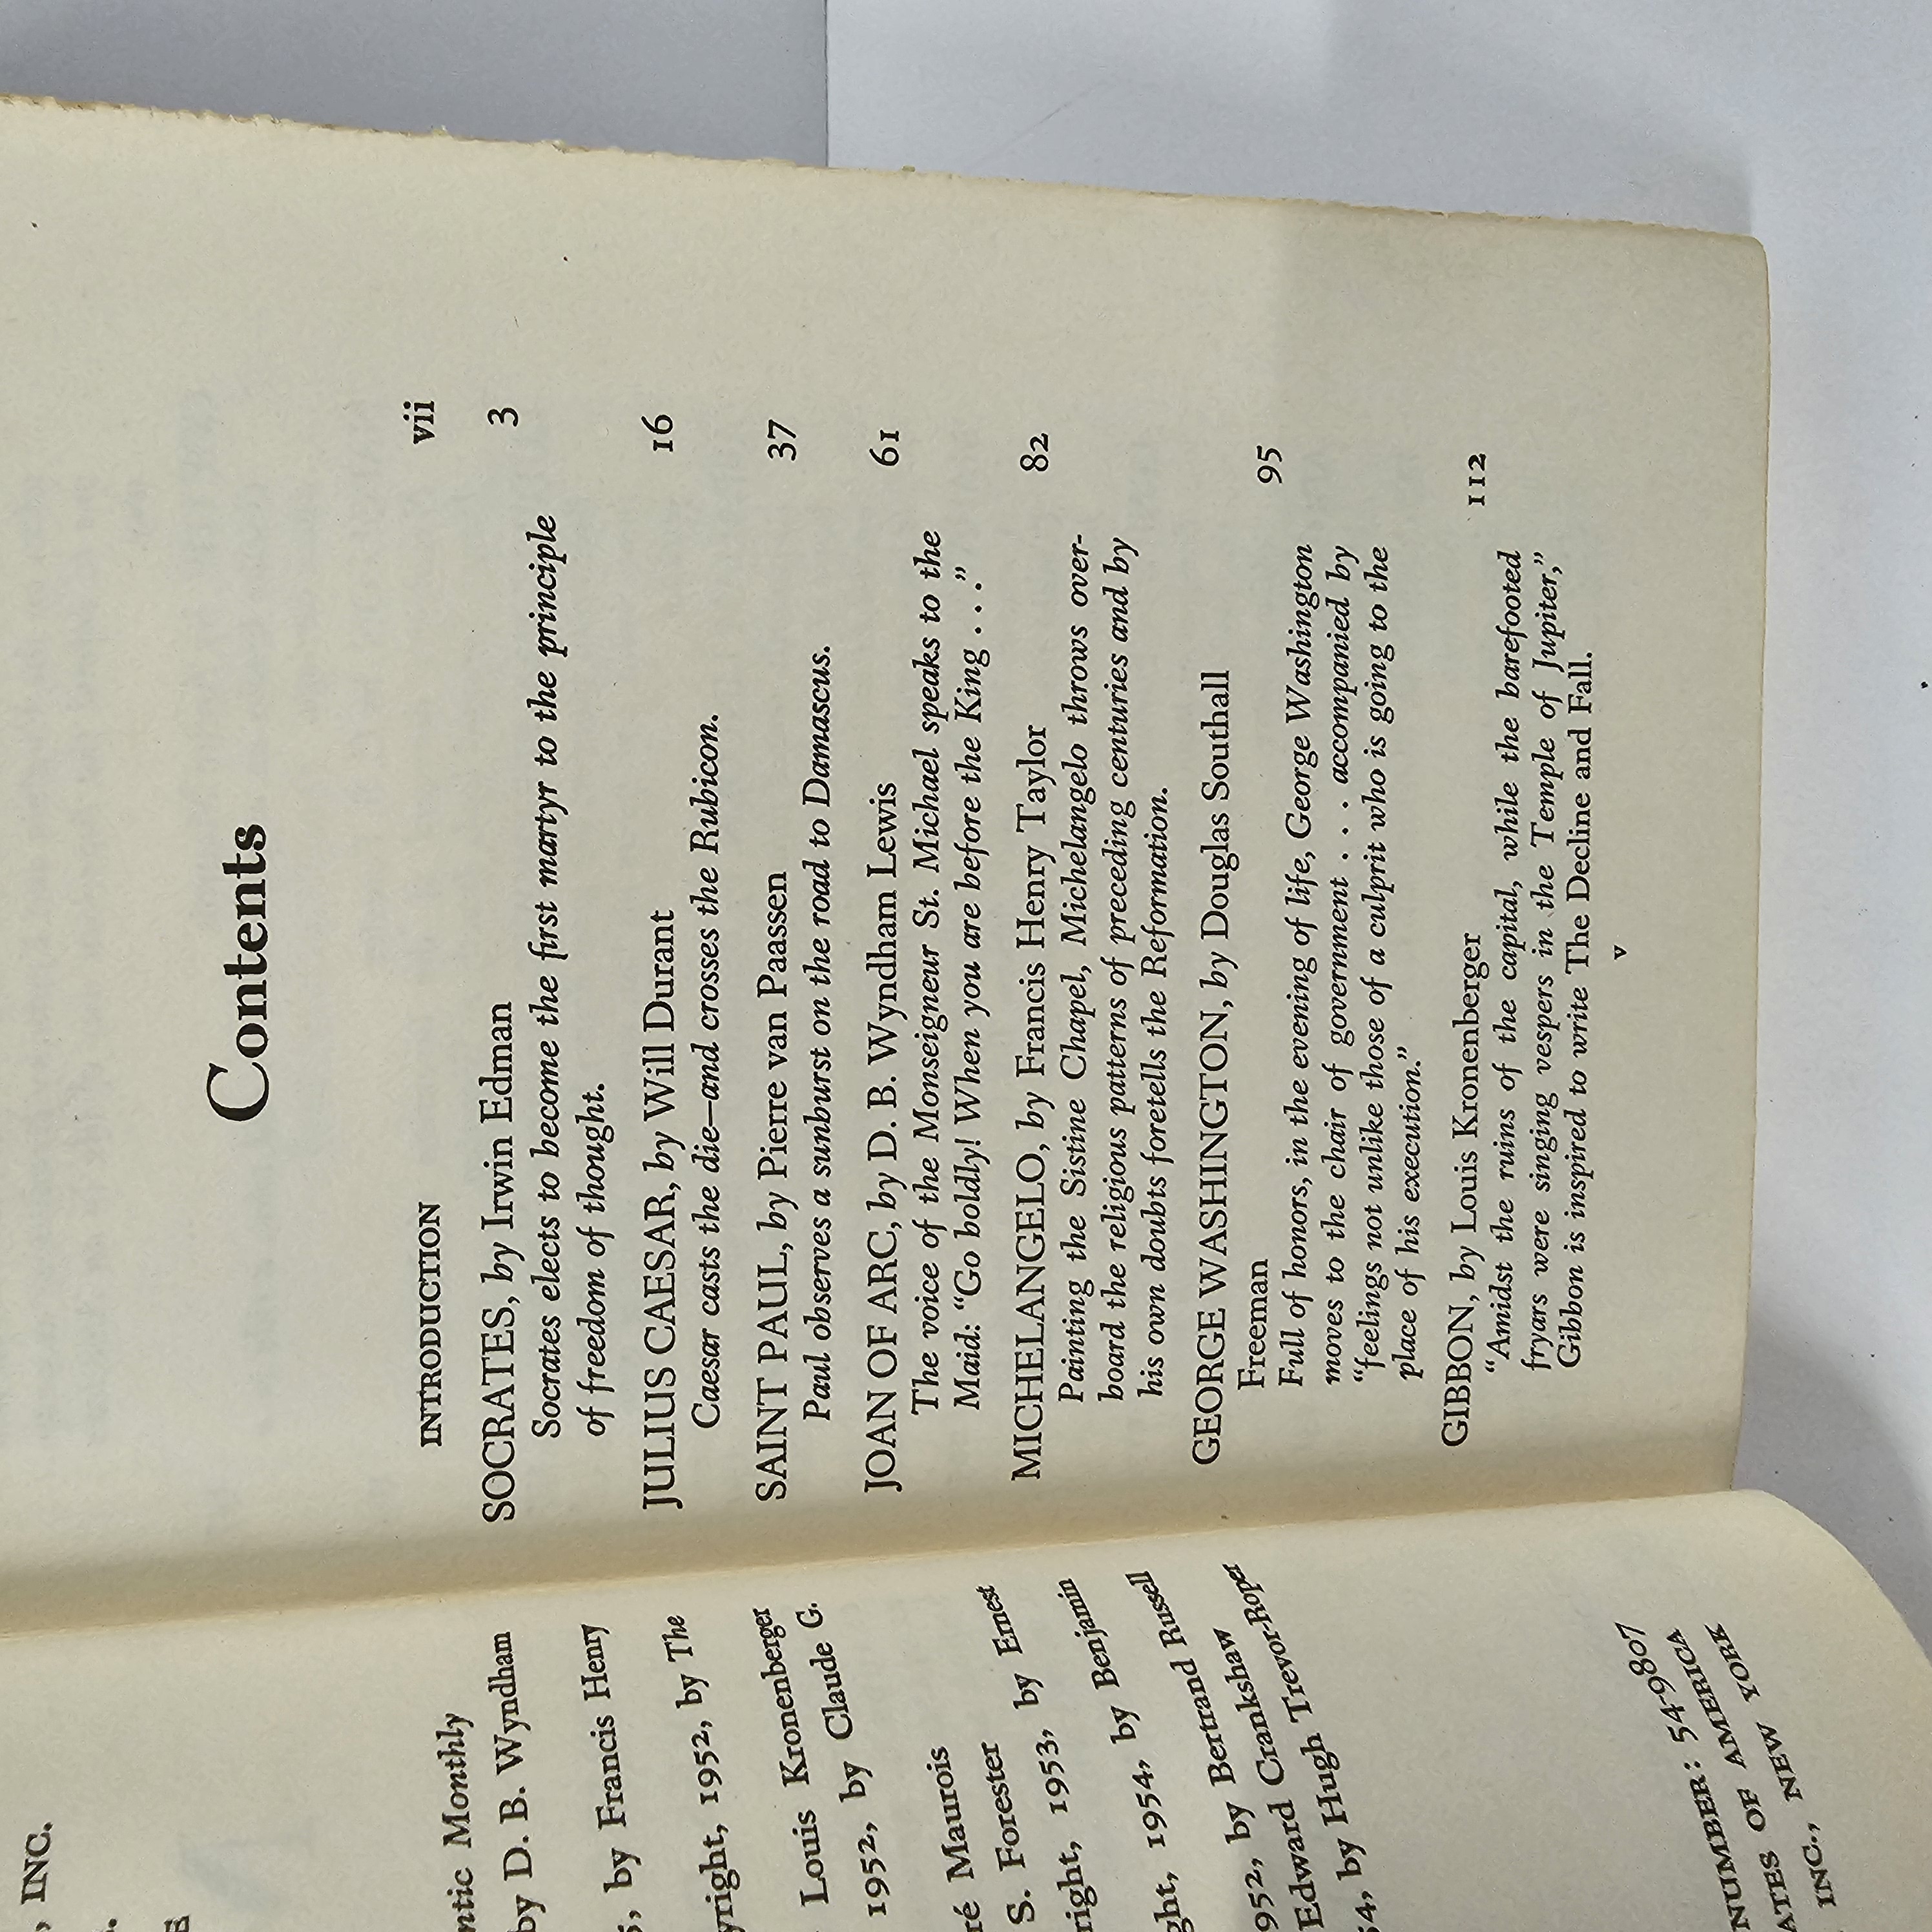 , INC.
ntic Monthly
by D. B. Wyndham
5, by Francis Henry
yright, 1952, by The
Louis Kronenberger
1952, by Claude G.
ré Maurois
S. Forester
right, 1953, by Ernest
ght, 1954, by Benjamin
952, by Bertrand Russell
Edward Crankshaw
54, by Hugh Trevor-Roper
NUMBER: 54-9807
ATES OF AMERICA
INC., NEW YORK
Contents
INTRODUCTION vii
SOCRATES, by Irwin Edman 3
Socrates elects to become the first martyr to the principle
of freedom of thought.
JULIUS CAESAR, by Will Durant 16
Caesar casts the die—and crosses the Rubicon.
SAINT PAUL, by Pierre van Paassen 37
Paul observes a sunburst on the road to Damascus.
JOAN OF ARC, by D. B. Wyndham Lewis 61
The voice of the Monseigneur St. Michael speaks to the
Maid: “Go boldly! When you are before the King . . .”
MICHELANGELO, by Francis Henry Taylor 82
Painting the Sistine Chapel, Michelangelo throws over-
board the religious patterns of preceding centuries and by
his own doubts foretells the Reformation.
GEORGE WASHINGTON, by Douglas Southall
Freeman 95
Full of honors, in the evening of life, George Washington
moves to the chair of government . . . accompanied by
“feelings not unlike those of a culprit who is going to the
place of his execution.”
GIBBON, by Louis Kronenberger 112
“Amidst the ruins of the capital, while the barefooted
fryars were singing vespers in the Temple of Jupiter,”
Gibbon is inspired to write The Decline and Fall.
v